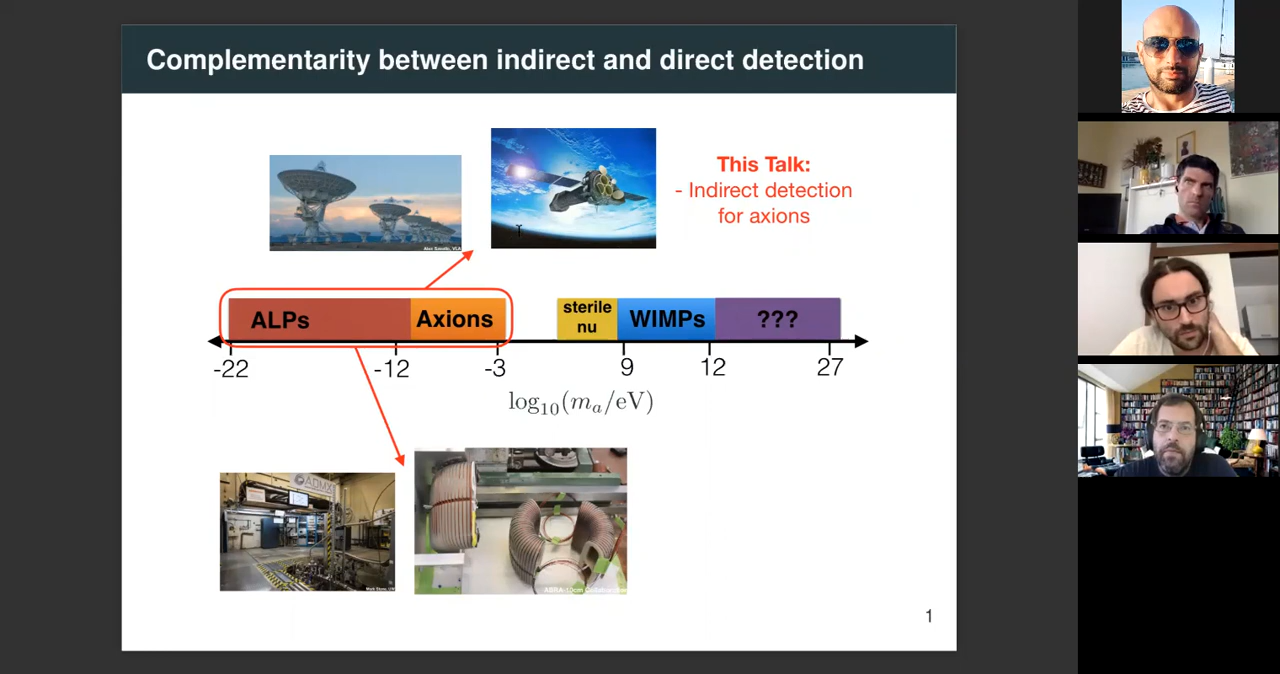 Complementarity between indirect and direct detection
This Talk:
- Indirect detection
for axions
ALPs
Axions
sterile
nu
WIMPs
???
-22
-12
-3
9
12
27
log10(ma/eV)
ADMX
1